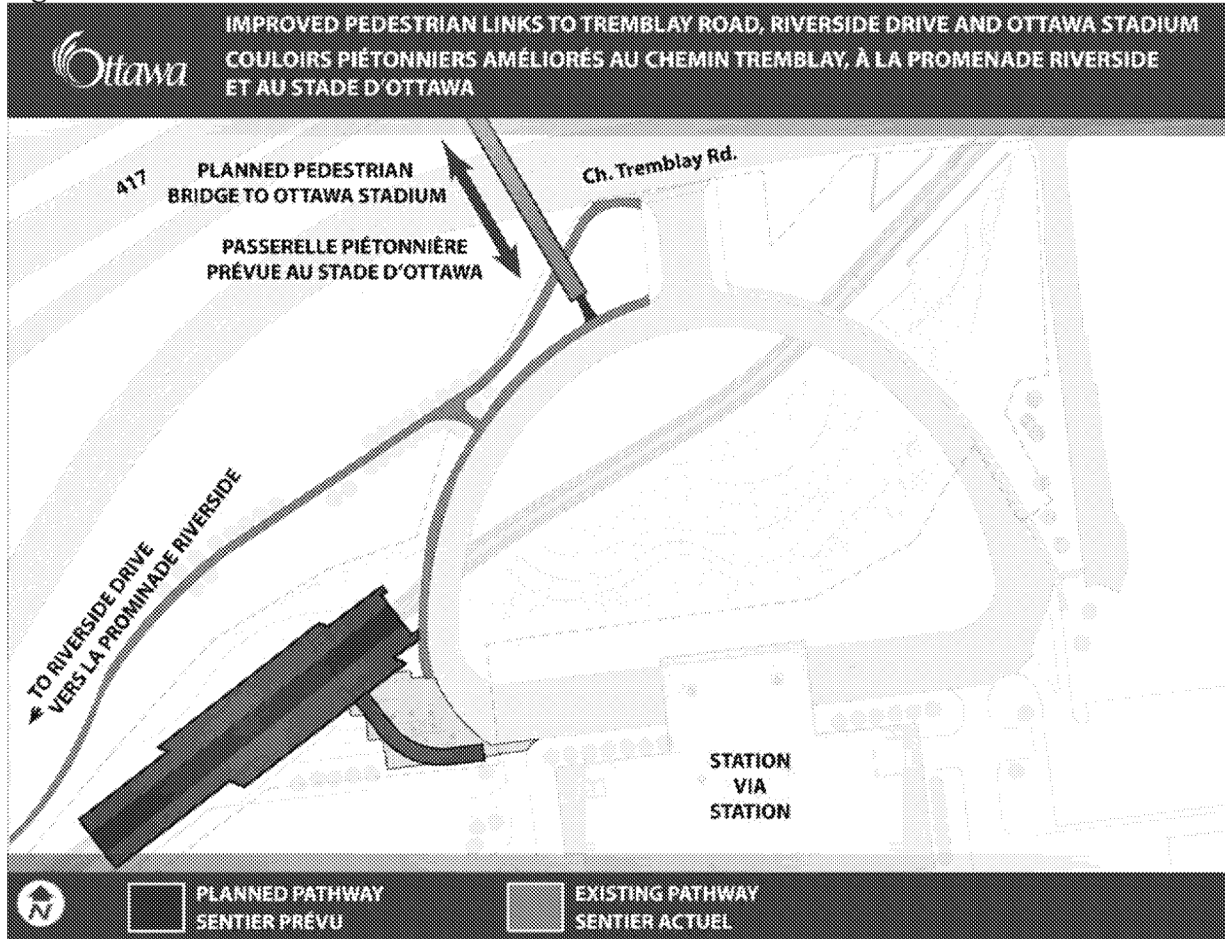 IMPROVED PEDESTRIAN LINKS TO TREMBLAY ROAD, RIVERSIDE DRIVE AND OTTAWA STADIUM
Ottawa
COULOIRS PIÉTONNIERS AMÉLIORÉS AU CHEMIN TREMBLAY, À LA PROMENADE RIVERSIDE
ET AU STADE D'OTTAWA
417
PLANNED PEDESTRIAN
BRIDGE TO OTTAWA STADIUM
Ch. Tremblay Rd.
PASSERELLE PIÉTONNIÈRE
PRÉVUE AU STADE D'OTTAWA
TO RIVERSIDE DRIVE
VERS LA PROMINADE RIVERSIDE
STATION
VIA
STATION
N
PLANNED PATHWAY
SENTIER PRÉVU
EXISTING PATHWAY
SENTIER ACTUEL